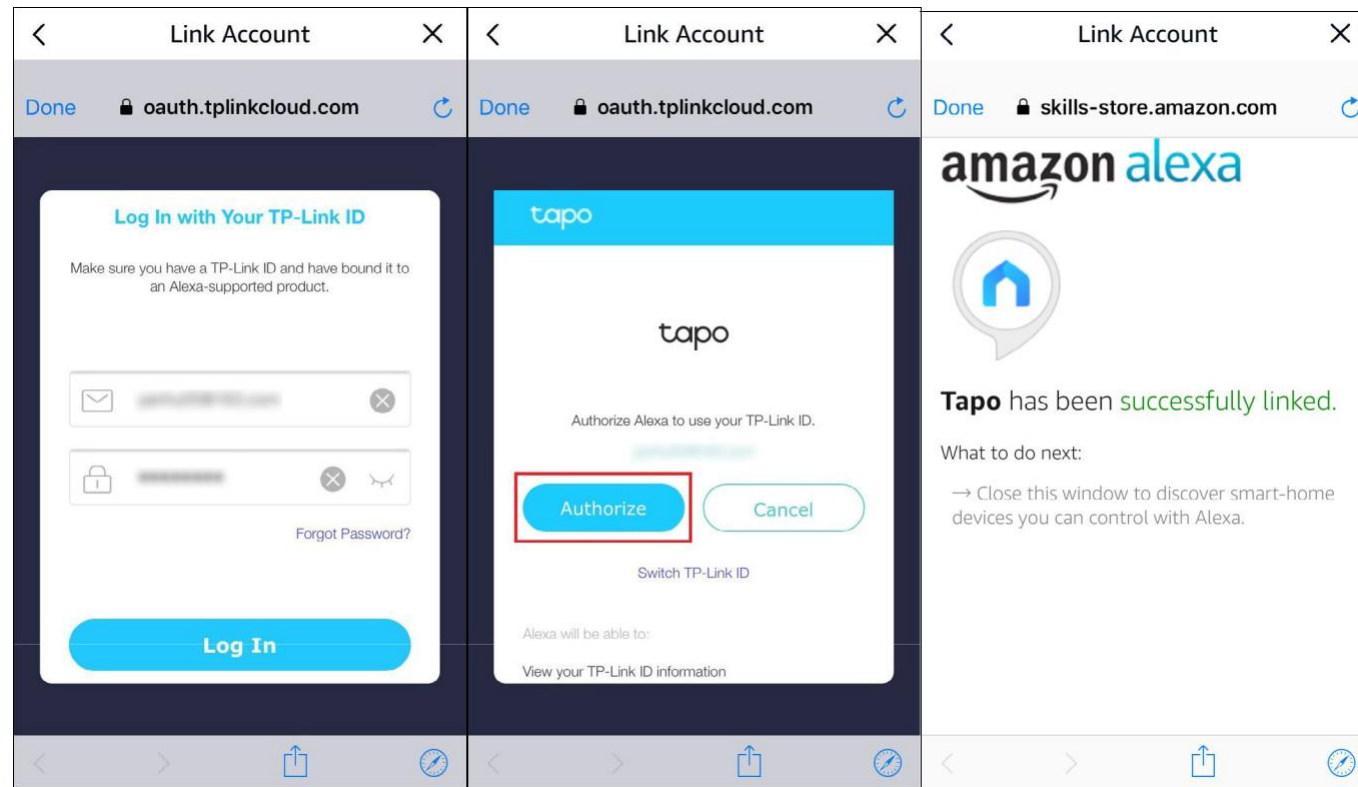 Link Account
Done
oauth.tplinkcloud.com
Log In with Your TP-Link ID
Make sure you have a TP-Link ID and have bound it to
an Alexa-supported product.
Forgot Password?
Log In
Link Account
Done
oauth.tplinkcloud.com
tapo
tapo
Authorize Alexa to use your TP-Link ID.
Authorize
Cancel
Switch TP-Link ID
Alexa will be able to:
View your TP-Link ID information
Link Account
Done
skills-store.amazon.com
amazon alexa
Tapo has been successfully linked.
What to do next:
→ Close this window to discover smart-home
devices you can control with Alexa.